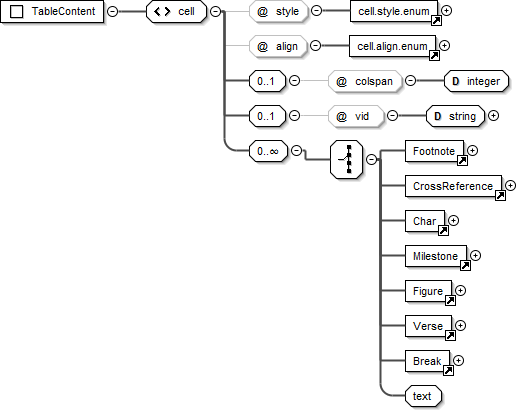 TableContent
cell
@ style
cell.style.enum
@ align
cell.align.enum
0..1
@ colspan
D integer
0..1
@ vid
D string
0..∞
Footnote
CrossReference
Char
Milestone
Figure
Verse
Break
text